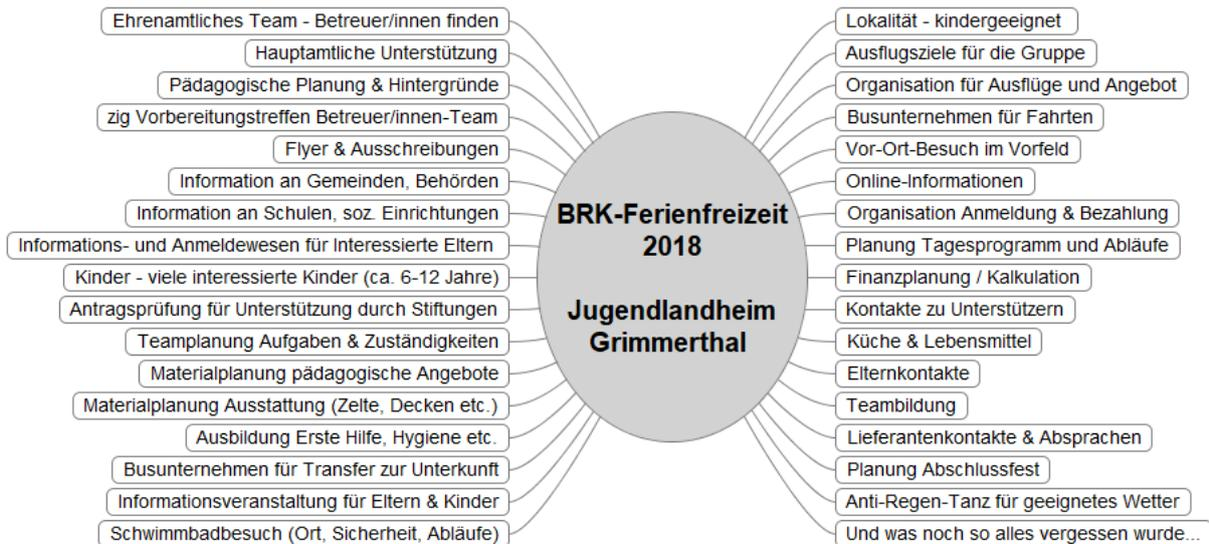 Ehrenamtliches Team - Betreuer/innen finden
Hauptamtliche Unterstützung
Pädagogische Planung & Hintergründe
zig Vorbereitungstreffen Betreuer/innen-Team
Flyer & Ausschreibungen
Information an Gemeinden, Behörden
Information an Schulen, soz. Einrichtungen
Informations- und Anmeldewesen für Interessierte Eltern
Kinder - viele interessierte Kinder (ca. 6-12 Jahre)
Antragsprüfung für Unterstützung durch Stiftungen
Teamplanung Aufgaben & Zuständigkeiten
Materialplanung pädagogische Angebote
Materialplanung Ausstattung (Zelte, Decken etc.)
Ausbildung Erste Hilfe, Hygiene etc.
Busunternehmen für Transfer zur Unterkunft
Informationsveranstaltung für Eltern & Kinder
Schwimmbadbesuch (Ort, Sicherheit, Abläufe)
BRK-Ferienfreizeit
2018
Jugendlandheim
Grimmerthal
Lokalität - kindergeeignet
Ausflugsziele für die Gruppe
Organisation für Ausflüge und Angebot
Busunternehmen für Fahrten
Vor-Ort-Besuch im Vorfeld
Online-Informationen
Organisation Anmeldung & Bezahlung
Planung Tagesprogramm und Abläufe
Finanzplanung / Kalkulation
Kontakte zu Unterstützern
Küche & Lebensmittel
Elternkontakte
Teambildung
Lieferantenkontakte & Absprachen
Planung Abschlussfest
Anti-Regen-Tanz für geeignetes Wetter
Und was noch so alles vergessen wurde...